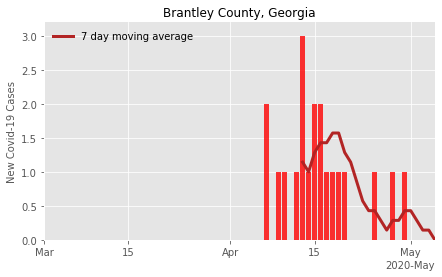 Brantley County, Georgia
7 day moving average
New Covid-19 Cases
3.0
2.5
2.0
1.5
1.0
0.5
0.0
Mar 15 Apr 15 May
2020-May